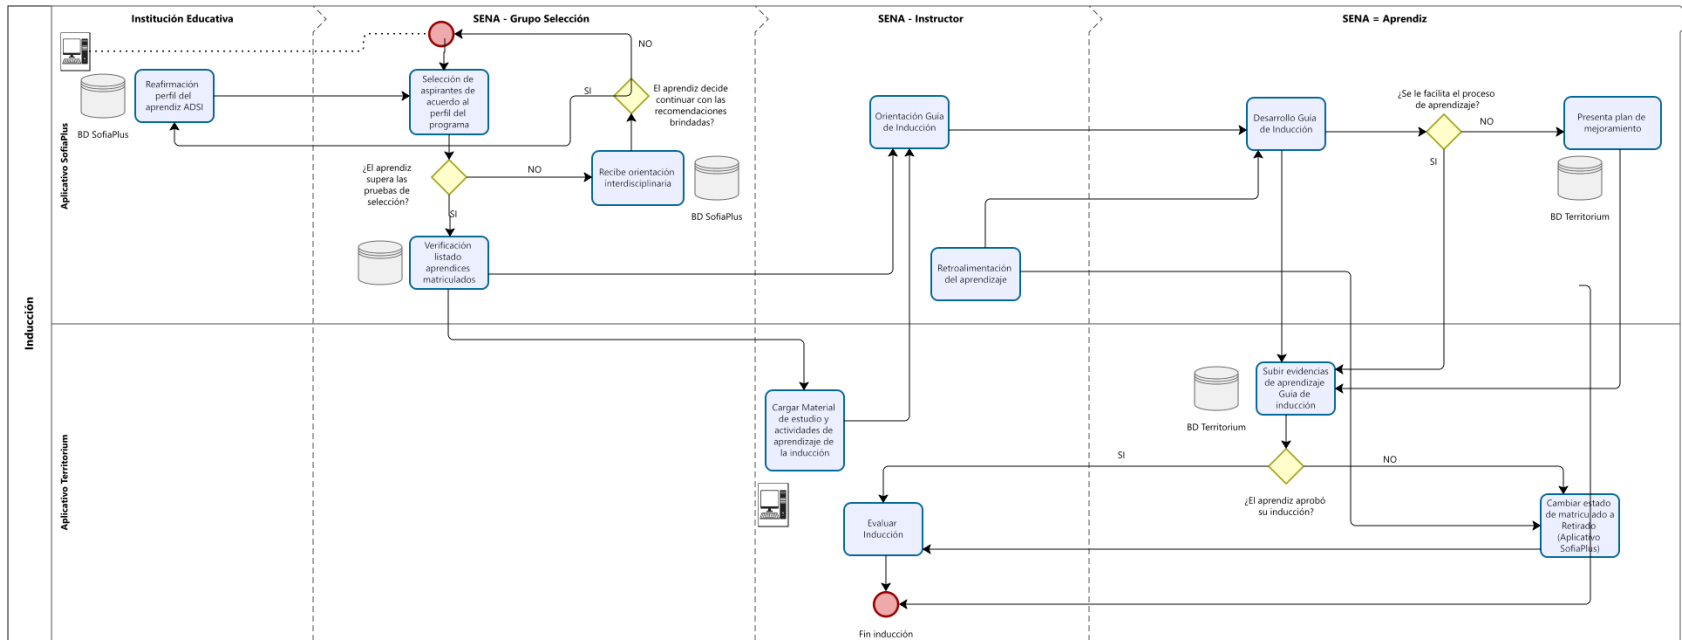 Institución Educativa
SENA - Grupo Selección
SENA - Instructor
SENA = Aprendiz
Inducción
Aplicativo SofiaPlus
BD SofiaPlus
Reafirmación
perfil del
aprendiz ADSI
Selección de
aspirantes de
acuerdo al
perfil del
programa
NO
SI
El aprendiz decide
continuar con las
recomendaciones
brindadas?
¿El aprendiz
supera las
pruebas de
selección?
NO
Recibe orientación
interdisciplinaria
BD SofiaPlus
SI
Verificación
listado
aprendices
matriculados
Orientación Guía
de Inducción
Retroalimentación
del aprendizaje
Desarrollo Guía
de Inducción
¿Se le facilita el proceso
de aprendizaje?
NO
SI
Presenta plan de
mejoramiento
BD Territorium
Aplicativo Territorium
Cargar Material
de estudio y
actividades de
aprendizaje de
la inducción
Subir evidencias
de aprendizaje
Guía de
inducción
BD Territorium
SI
NO
¿El aprendiz aprobó
su inducción?
Evaluar
Inducción
Cambiar estado
de matriculado a
Retirado
(Aplicativo
SofiaPlus)
Fin inducción